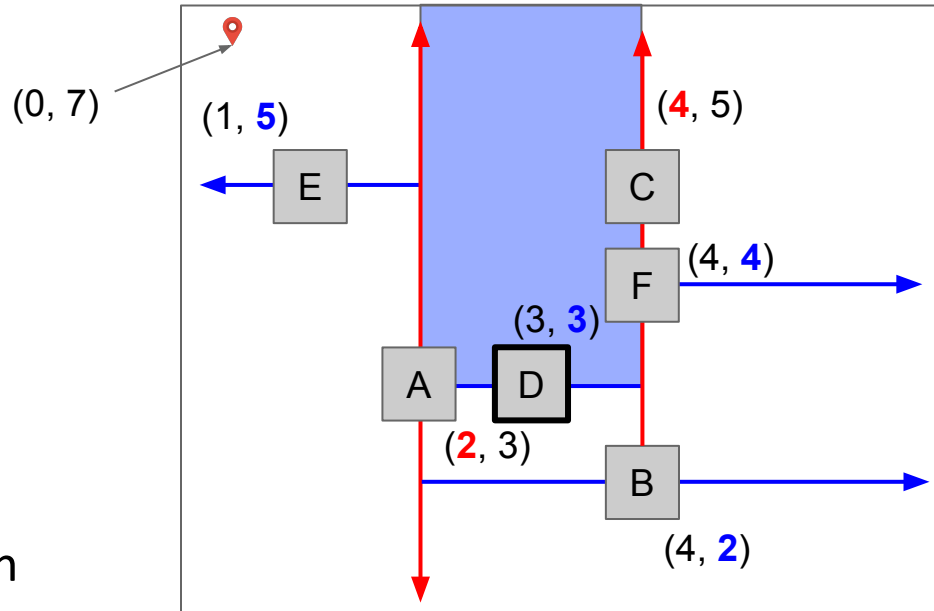 (0, 7)
(1, 5)
(4, 5)
E
C
F
(4, 4)
(3, 3)
A
D
(2, 3)
B
(4, 2)